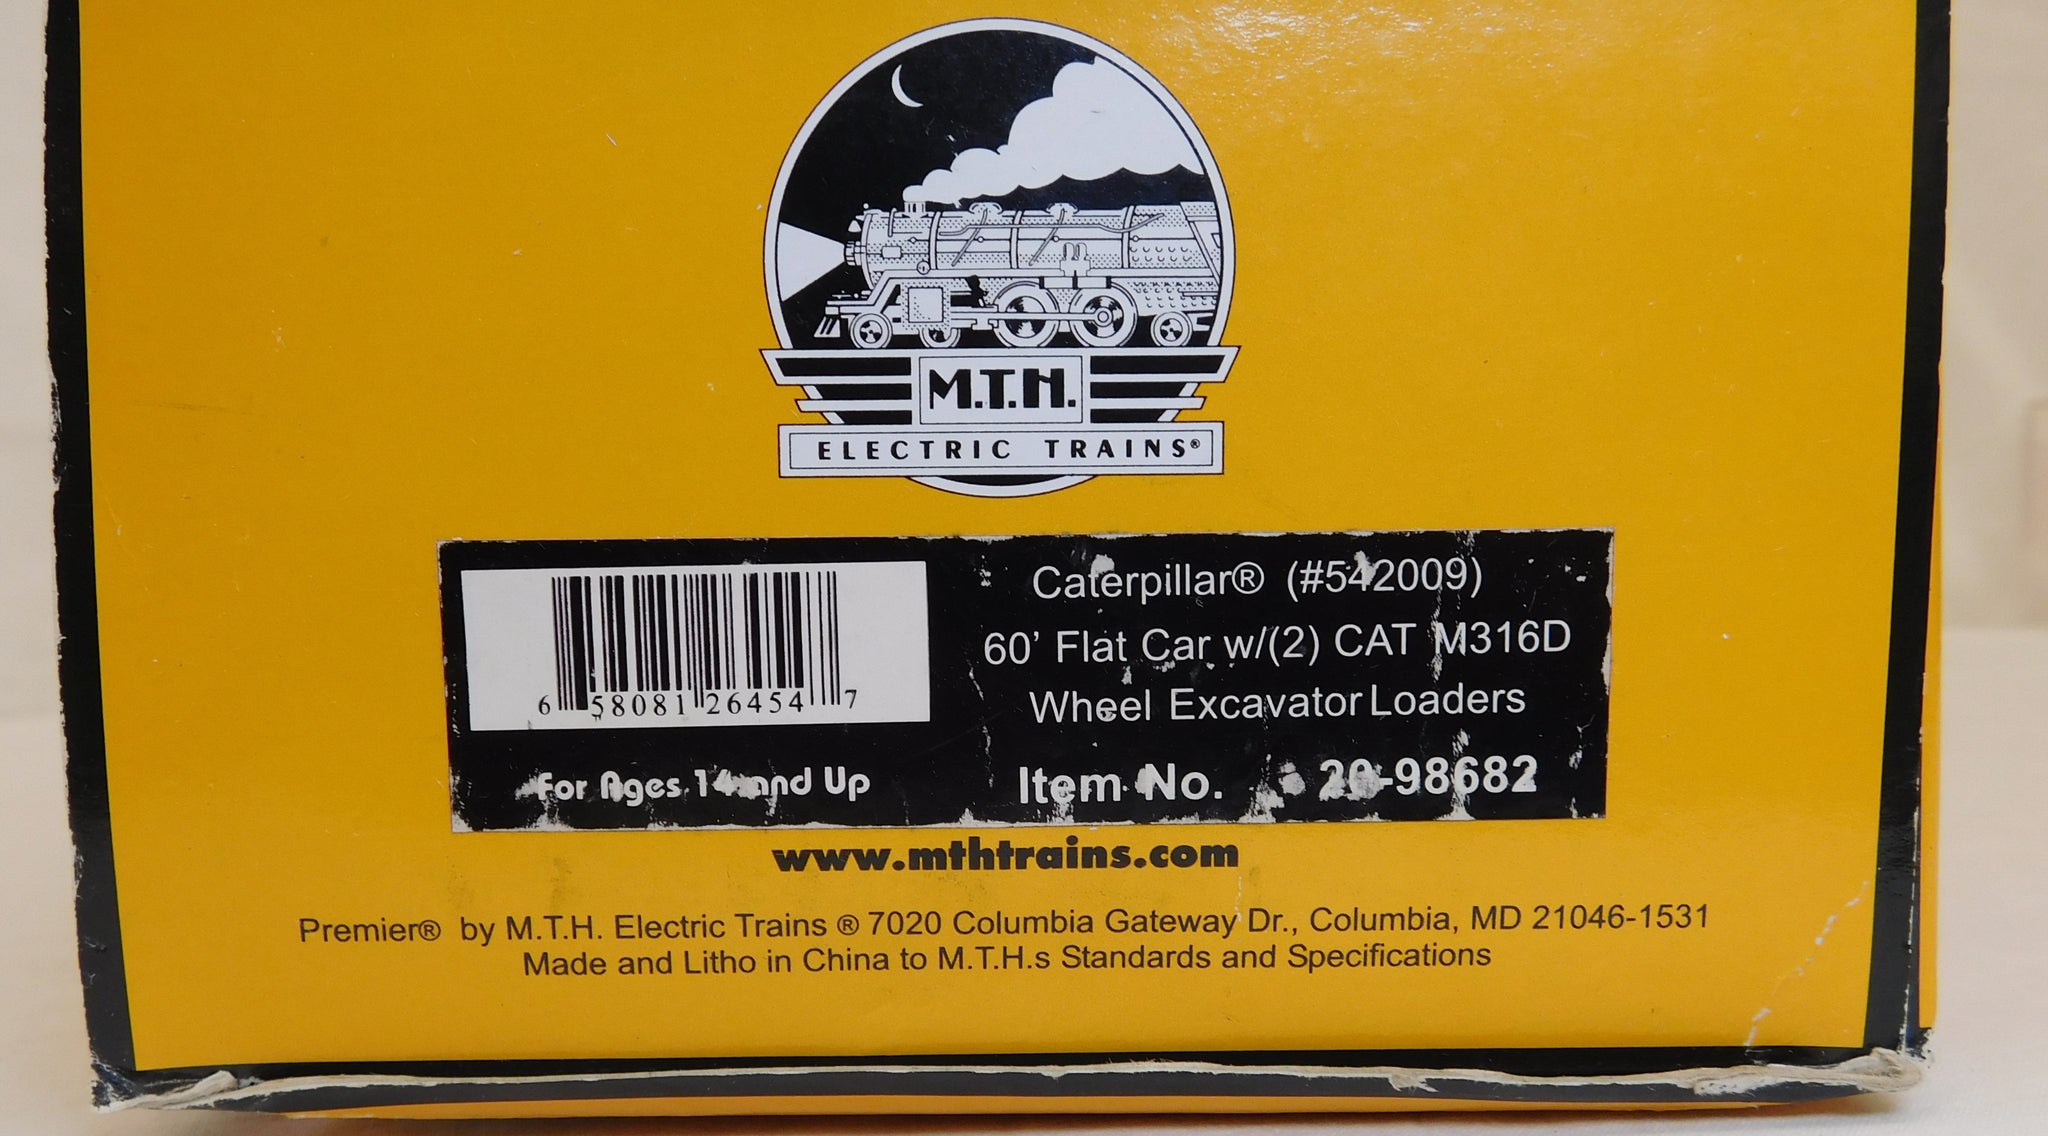 M.T.H.
ELECTRIC TRAINS®
Caterpillar® (#542009)
60' Flat Car w/(2) CAT M316D
Wheel Excavator Loaders
Item No. 20-98682
6 58081 26454 7
For Ages 14 and Up
www.mthtrains.com
Premier® by M.T.H. Electric Trains ® 7020 Columbia Gateway Dr., Columbia, MD 21046-1531
Made and Litho in China to M.T.H.s Standards and Specifications